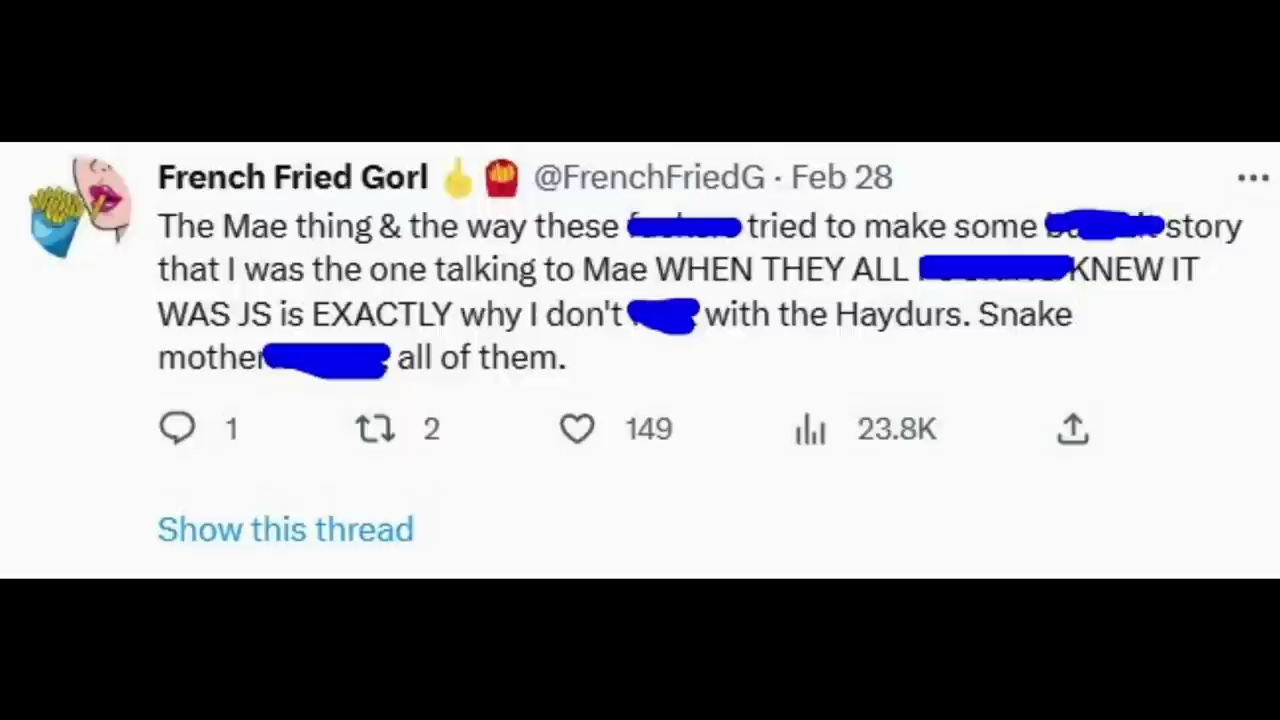 French Fried Gorl 🖕🍟 @FrenchFriedG · Feb 28
The Mae thing & the way these tried to make some story
that I was the one talking to Mae WHEN THEY ALL KNEW IT
WAS JS is EXACTLY why I don't with the Haydurs. Snake
mother all of them.
1 2 149 23.8K
Show this thread